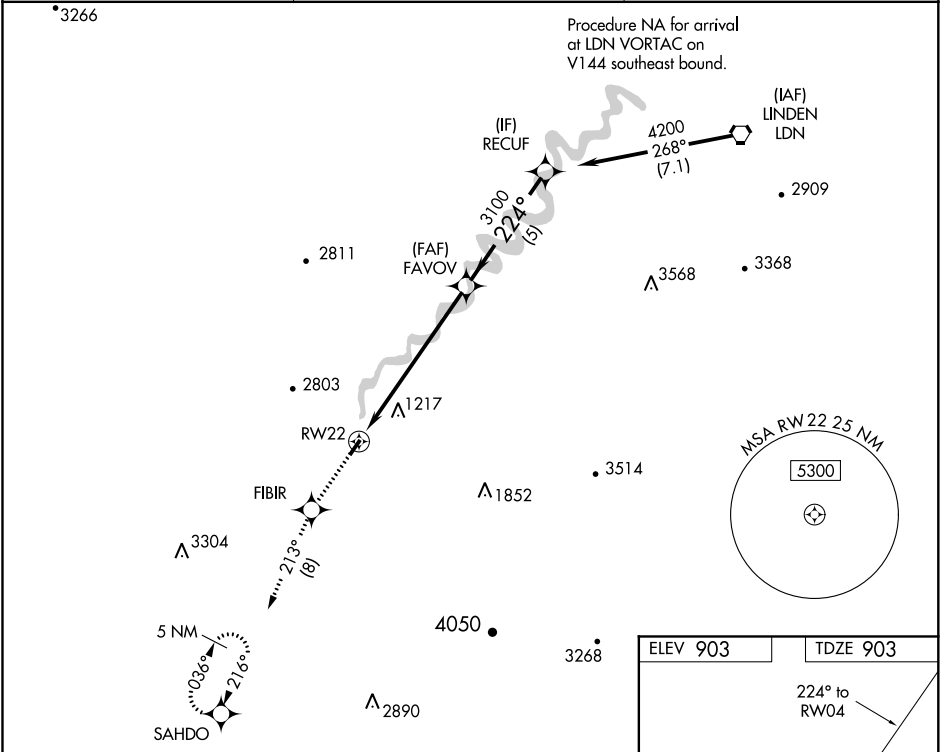 3266
Procedure NA for arrival
at LDN VORTAC on
V144 southeast bound.
(IAF)
LINDEN
LDN
(IF)
RECUF
4200
268°
(7.1)
2909
3100
224°
(5)
2811
(FAF)
FAVOV
3568
3368
2803
1217
RW22
MSA RW 22 25 NM
5300
3514
1852
FIBIR
3304
213°
(8)
4050
3268
5 NM
036°
216°
2890
SAHDO
ELEV 903
TDZE 903
224° to
RW04